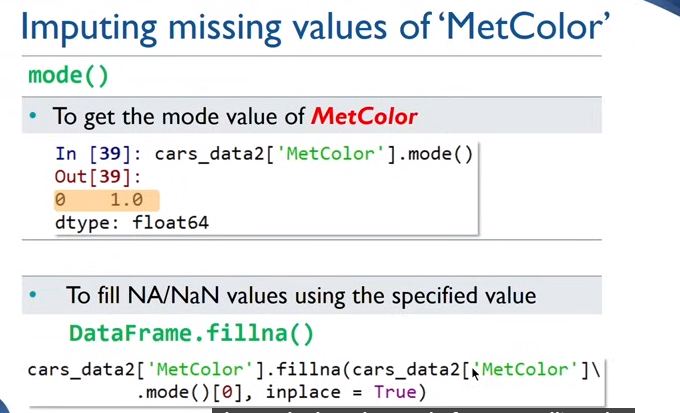 Imputing missing values of ‘MetColor’
mode()
• To get the mode value of MetColor
In [39]: cars_data2['MetColor'].mode()
Out[39]:
0 1.0
dtype: float64
• To fill NA/NaN values using the specified value
DataFrame.fillna()
cars_data2['MetColor'].fillna(cars_data2['MetColor']\
.mode()[0], inplace = True)